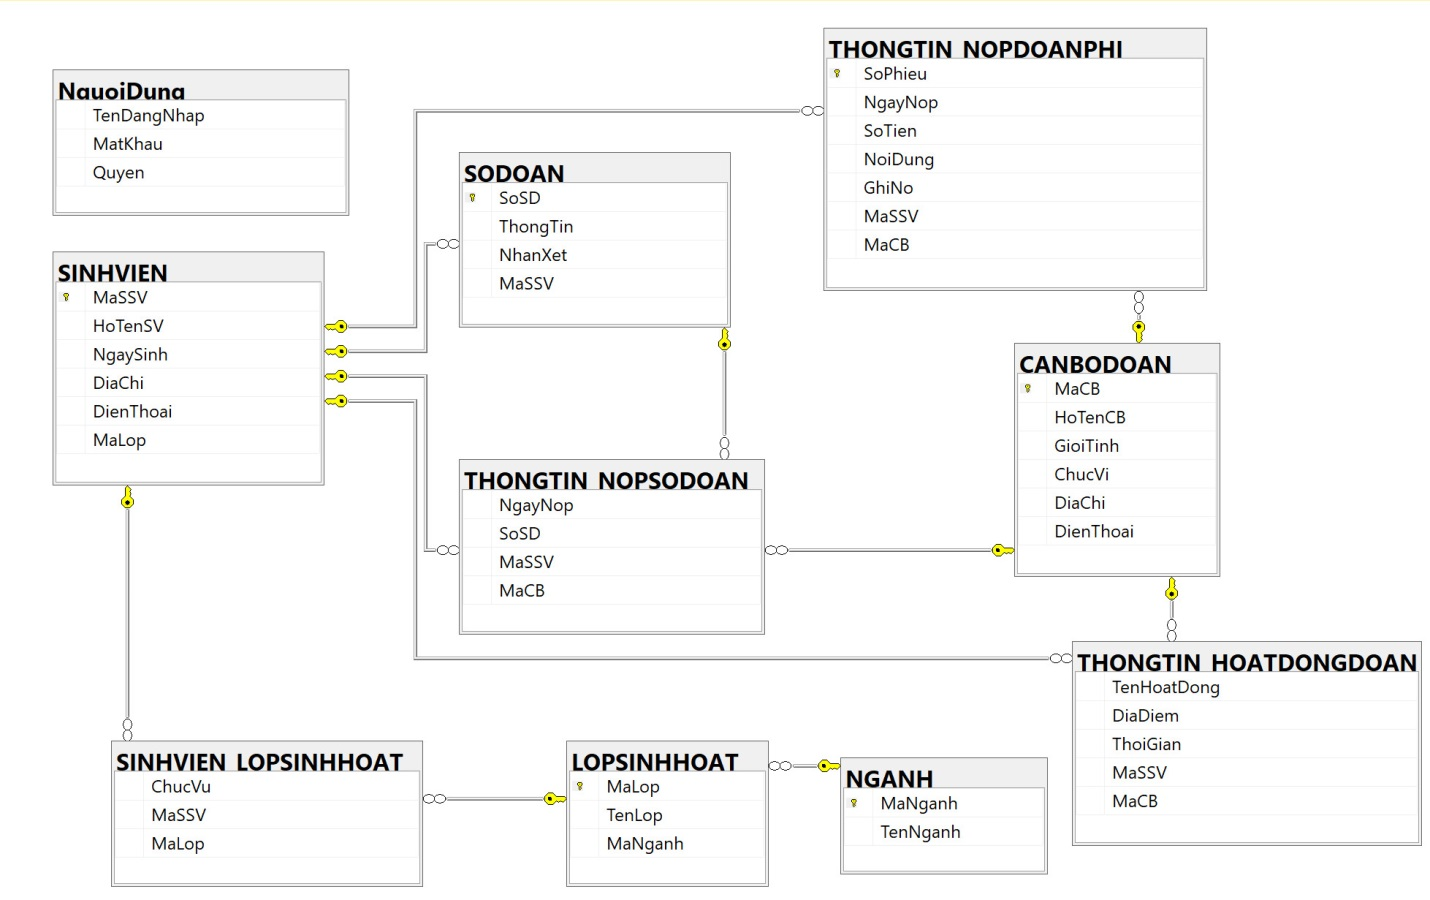 NguoiDung
TenDangNhap
MatKhau
Quyen
SINHVIEN
MaSSV
HoTenSV
NgaySinh
DiaChi
DienThoai
MaLop
SODOAN
SoSD
ThongTin
NhanXet
MaSSV
THONGTIN_NOPDOANPHI
SoPhieu
NgayNop
SoTien
NoiDung
GhiNo
MaSSV
MaCB
CANBODOAN
MaCB
HoTenCB
GioiTinh
ChucVi
DiaChi
DienThoai
THONGTIN_NOPSODOAN
NgayNop
SoSD
MaSSV
MaCB
THONGTIN_HOATDONGDOAN
TenHoatDong
DiaDiem
ThoiGian
MaSSV
MaCB
SINHVIEN_LOPSINHHOAT
ChucVu
MaSSV
MaLop
LOPSINHHOAT
MaLop
TenLop
MaNganh
NGANH
MaNganh
TenNganh